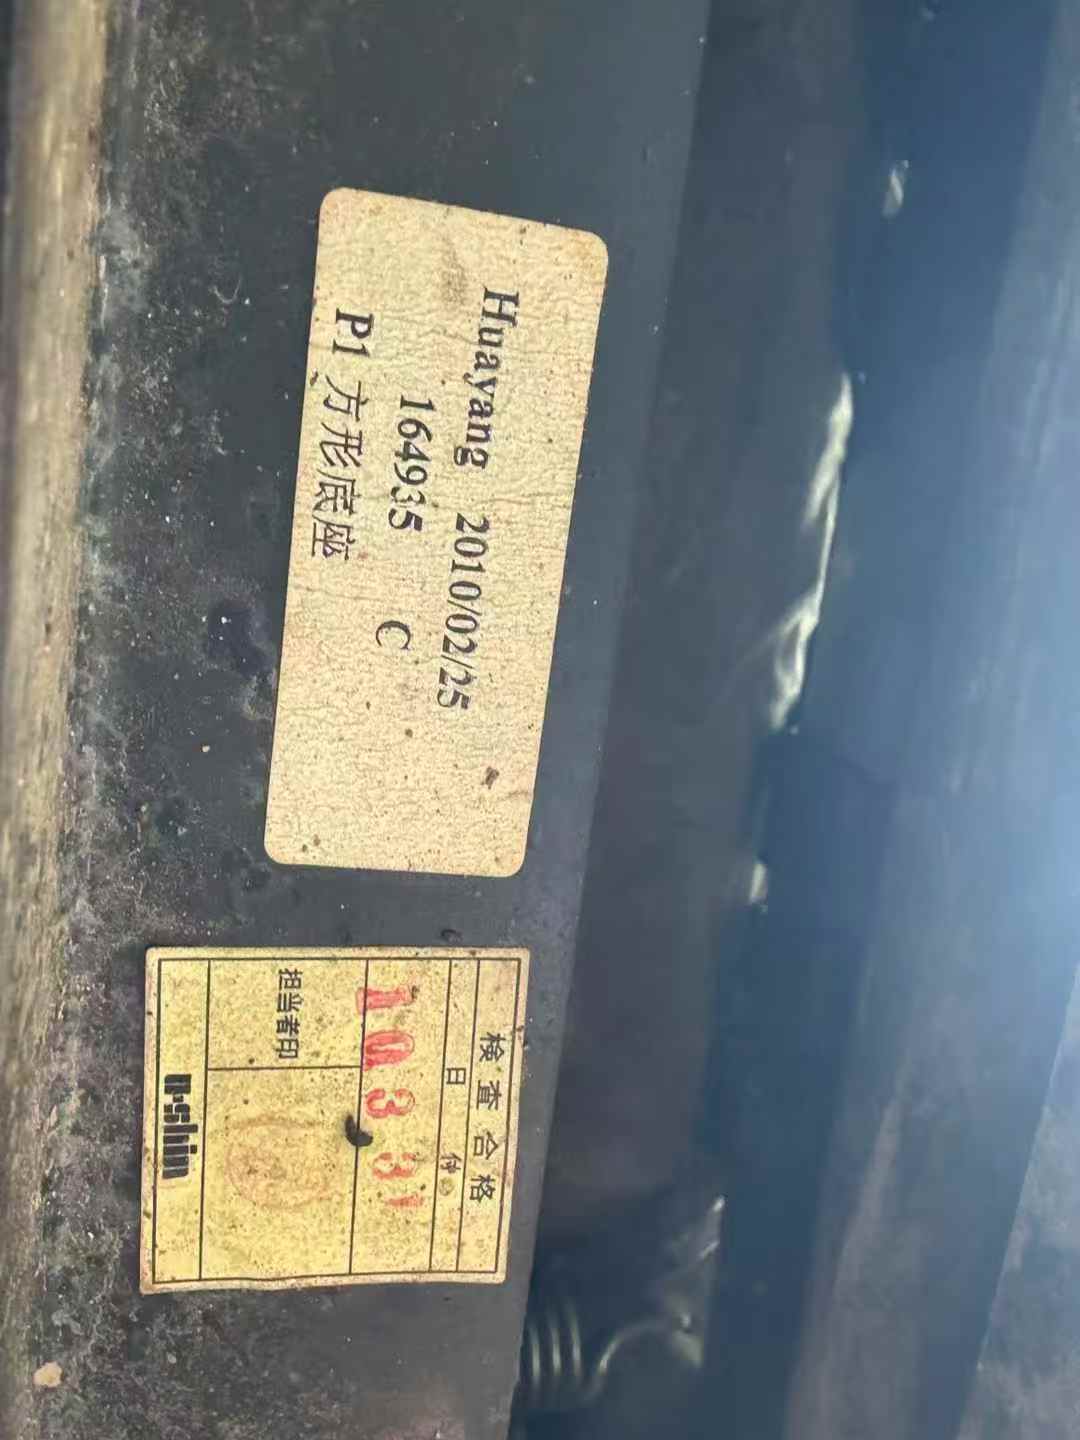 Huayang 2010/02/25
164935 C
P1 方形底座
検査合格
日付
10 3 31
担当者印
u-shin